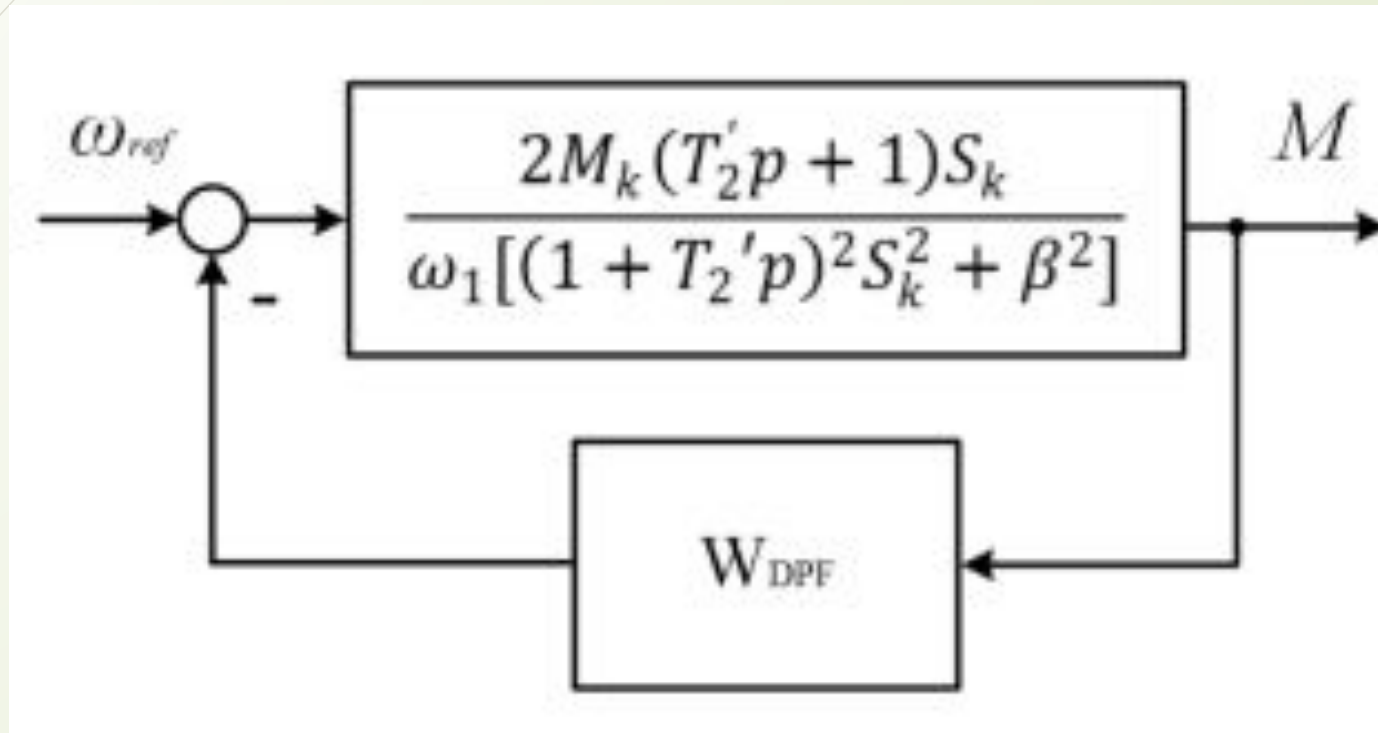 ω_ref
2M_k(T_2'p + 1)S_k
ω_1[(1 + T_2'p)^2 S_k^2 + β^2]
M
-
W_DPF